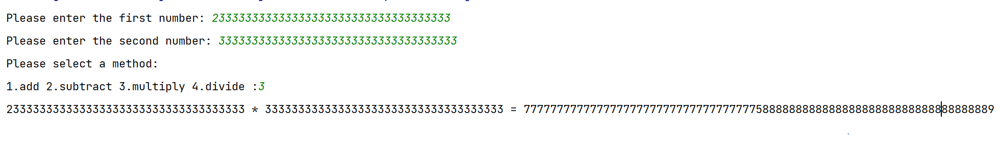 Please enter the first number: 233333333333333333333333333333333333
Please enter the second number: 333333333333333333333333333333333333
Please select a method:
1.add 2.subtract 3.multiply 4.divide :3
233333333333333333333333333333333333 * 333333333333333333333333333333333333 = 77777777777777777777777777777777777588888888888888888888888888888888889